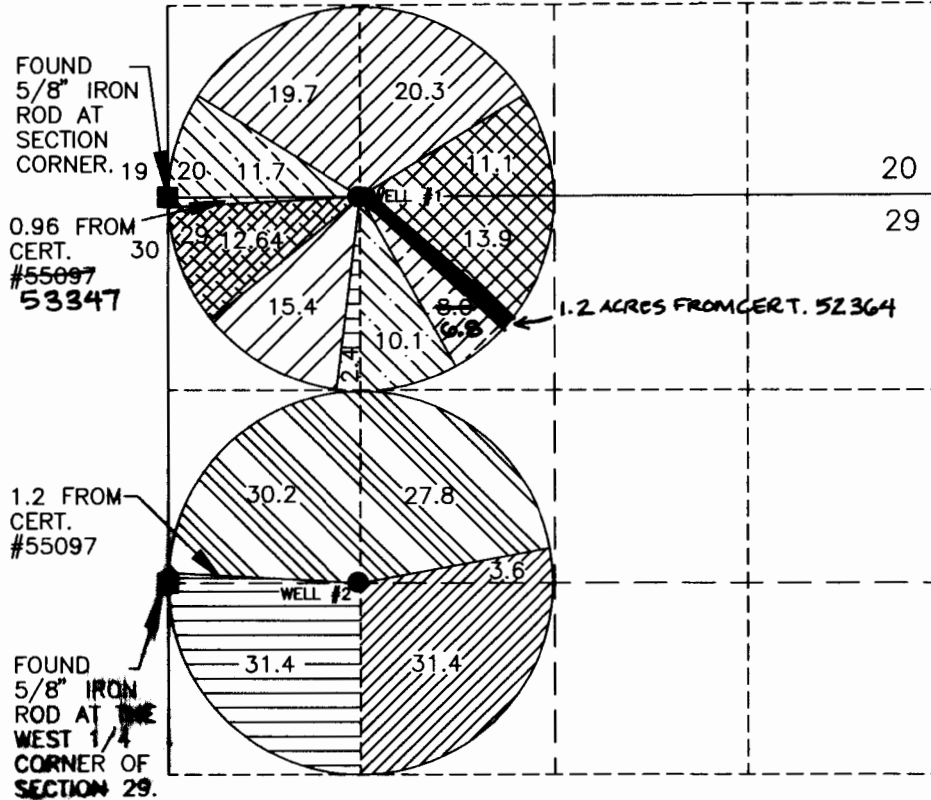 FOUND
5/8" IRON
ROD AT
SECTION
CORNER.
19.7
20.3
19
20
11.7
11.1
20
WELL #1
29
0.96 FROM
CERT.
#55097
53347
30
29
12.64
13.9
15.4
8.0
6.8
1.2 ACRES FROM CERT. 52364
10.1
2.4
1.2 FROM
CERT.
#55097
30.2
27.8
3.6
WELL #2
31.4
31.4
FOUND
5/8" IRON
ROD AT THE
WEST 1/4
CORNER OF
SECTION 29.